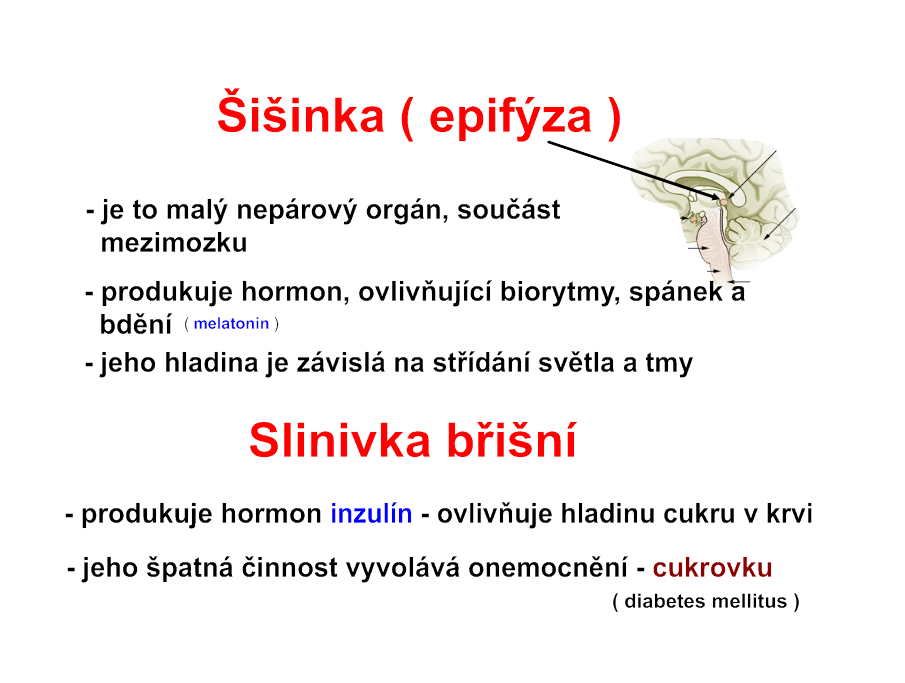 Šišinka ( epifýza )
- je to malý nepárový orgán, součást
mezimozku
- produkuje hormon, ovlivňující biorytmy, spánek a
bdění ( melatonin )
- jeho hladina je závislá na střídání světla a tmy
Slinivka břišní
- produkuje hormon inzulín - ovlivňuje hladinu cukru v krvi
- jeho špatná činnost vyvolává onemocnění - cukrovku
( diabetes mellitus )